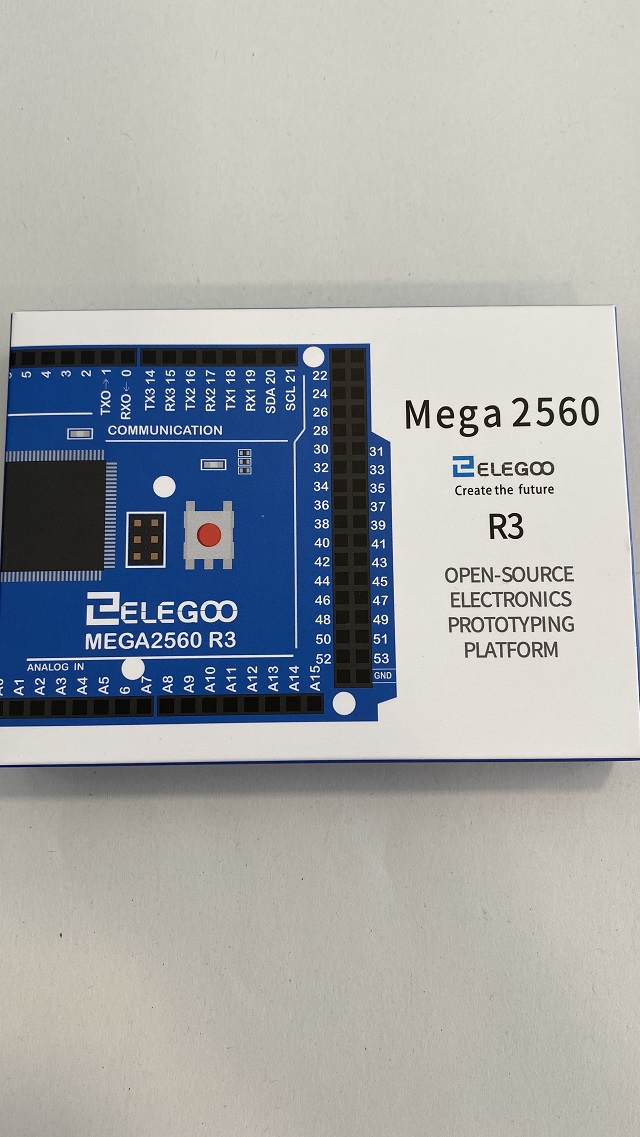 5
4
3
2
TX0→1
RX0←0
TX3 14
RX3 15
TX2 16
RX2 17
TX1 18
RX1 19
SDA 20
SCL 21
COMMUNICATION
22
24
26
28
30 31
32 33
34 35
36 37
38 39
40 41
42 43
44 45
46 47
48 49
50 51
52 53
GND
ELEGOO
MEGA2560 R3
ANALOG IN
A1
A2
A3
A4
A5
6
A7
A8
A9
A10
A11
A12
A13
A14
A15
Mega 2560
ELEGOO
Create the future
R3
OPEN-SOURCE
ELECTRONICS
PROTOTYPING
PLATFORM